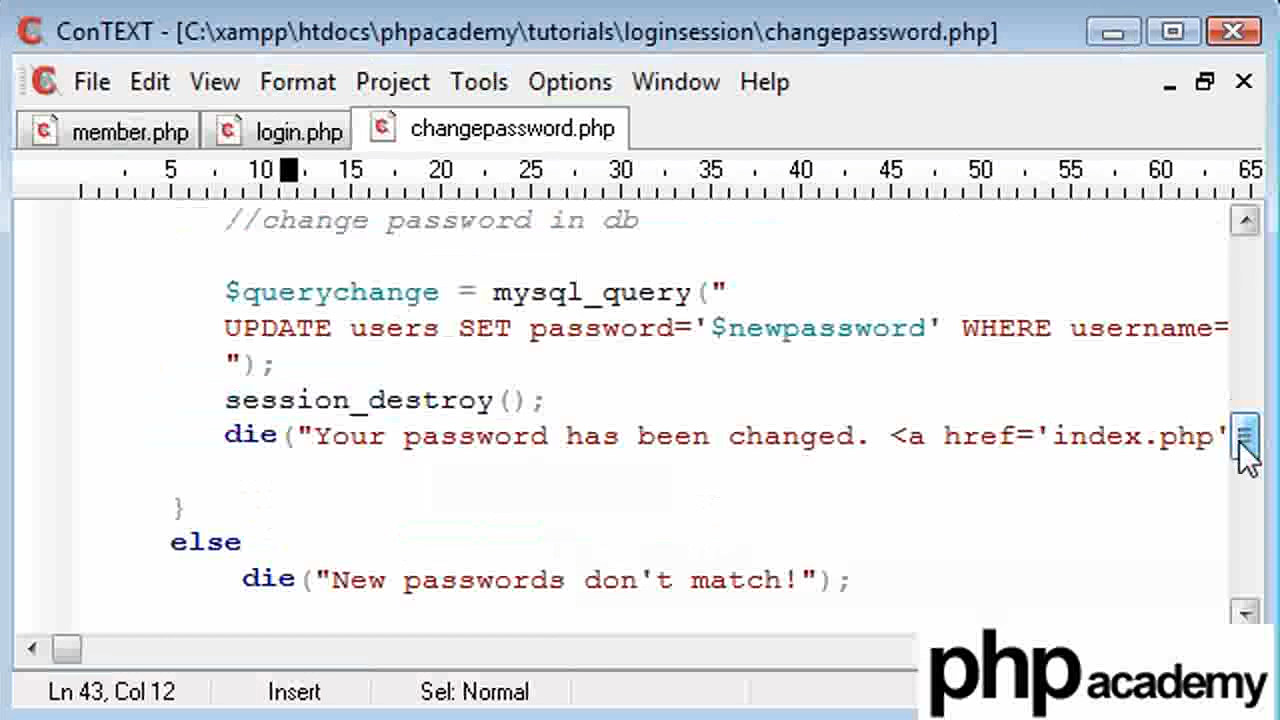 ConTEXT - [C:\xampp\htdocs\phpacademy\tutorials\loginsession\changepassword.php]
File Edit View Format Project Tools Options Window Help
member.php login.php changepassword.php
5 10 15 20 25 30 35 40 45 50 55 60 65
//change password in db
$querychange = mysql_query("
UPDATE users SET password='$newpassword' WHERE username=
");
session_destroy();
die("Your password has been changed. <a href='index.php'
}
else
die("New passwords don't match!");
Ln 43, Col 12 Insert Sel: Normal
php academy